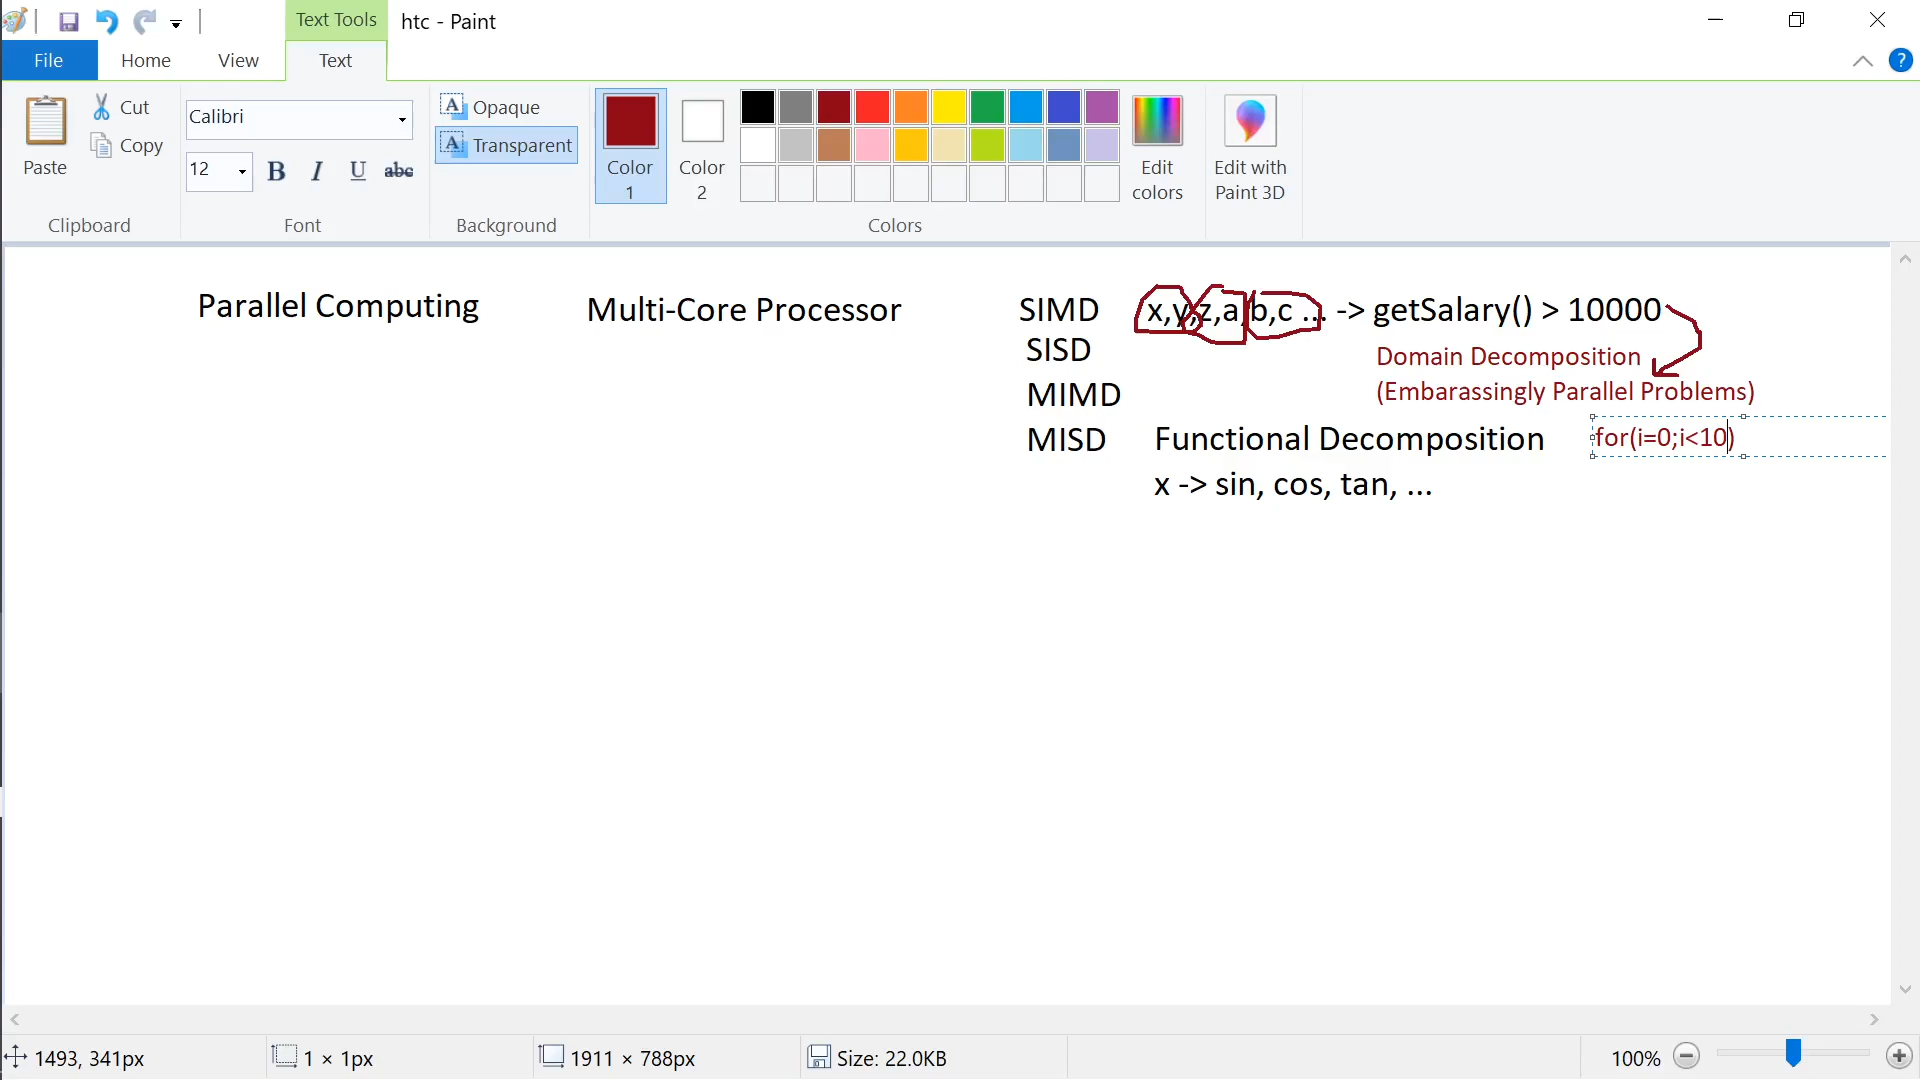 Text Tools
htc - Paint
File
Home
View
Text
?
Paste
Cut
Copy
Clipboard
Calibri
12
B I U abc
Font
A Opaque
A Transparent
Background
Color
1
Color
2
Colors
Edit
colors
Edit with
Paint 3D
Parallel Computing
Multi-Core Processor
SIMD
x,y,z,a,b,c ... -> getSalary() > 10000
SISD
Domain Decomposition
MIMD
(Embarassingly Parallel Problems)
MISD
Functional Decomposition
for(i=0;i<10)
x -> sin, cos, tan, ...
1493, 341px
1 × 1px
1911 × 788px
Size: 22.0KB
100%